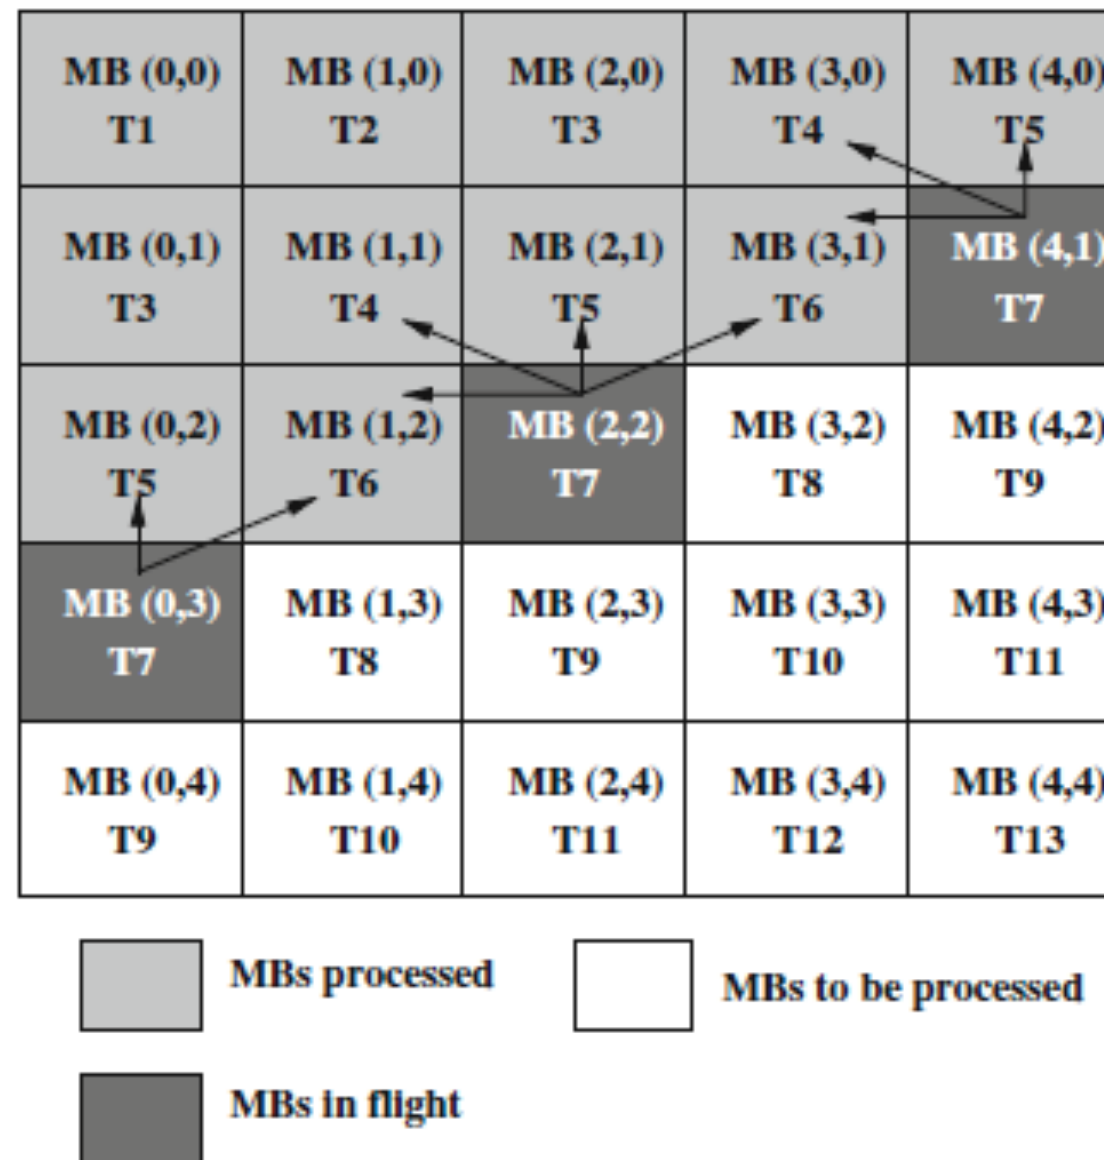 MB (0,0) MB (1,0) MB (2,0) MB (3,0) MB (4,0)
T1 T2 T3 T4 T5
MB (0,1) MB (1,1) MB (2,1) MB (3,1) MB (4,1)
T3 T4 T5 T6 T7
MB (0,2) MB (1,2) MB (2,2) MB (3,2) MB (4,2)
T5 T6 T7 T8 T9
MB (0,3) MB (1,3) MB (2,3) MB (3,3) MB (4,3)
T7 T8 T9 T10 T11
MB (0,4) MB (1,4) MB (2,4) MB (3,4) MB (4,4)
T9 T10 T11 T12 T13
MBs processed
MBs to be processed
MBs in flight